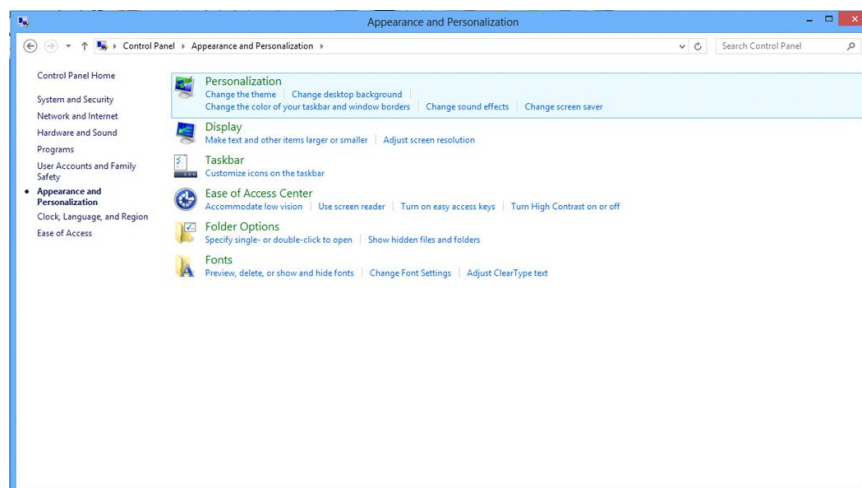 Appearance and Personalization
Control Panel Appearance and Personalization
Search Control Panel
Control Panel Home
System and Security
Network and Internet
Hardware and Sound
Programs
User Accounts and Family
Safety
Appearance and
Personalization
Clock, Language, and Region
Ease of Access
Personalization
Change the theme Change desktop background
Change the color of your taskbar and window borders Change sound effects Change screen saver
Display
Make text and other items larger or smaller Adjust screen resolution
Taskbar
Customize icons on the taskbar
Ease of Access Center
Accommodate low vision Use screen reader Turn on easy access keys Turn High Contrast on or off
Folder Options
Specify single- or double-click to open Show hidden files and folders
Fonts
Preview, delete, or show and hide fonts Change Font Settings Adjust ClearType text